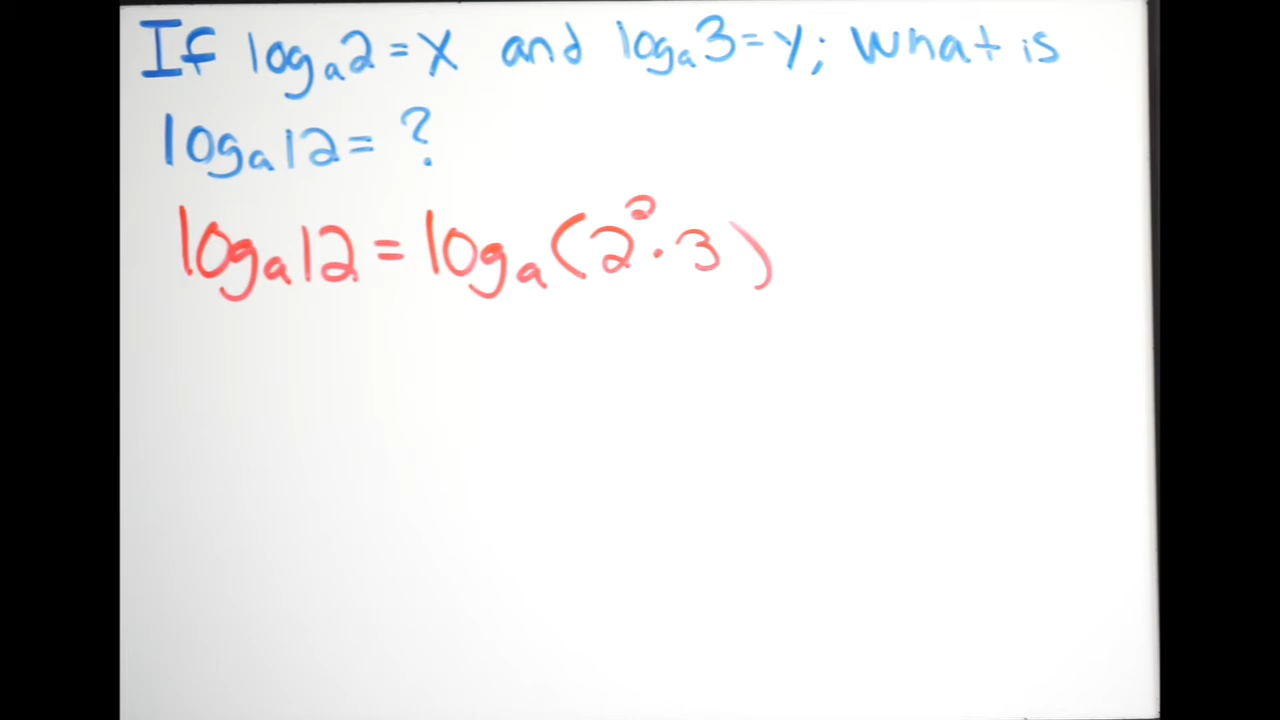 If logₐ2 = x and logₐ3 = y; What is
logₐ12 = ?
logₐ12 = logₐ(2²·3)